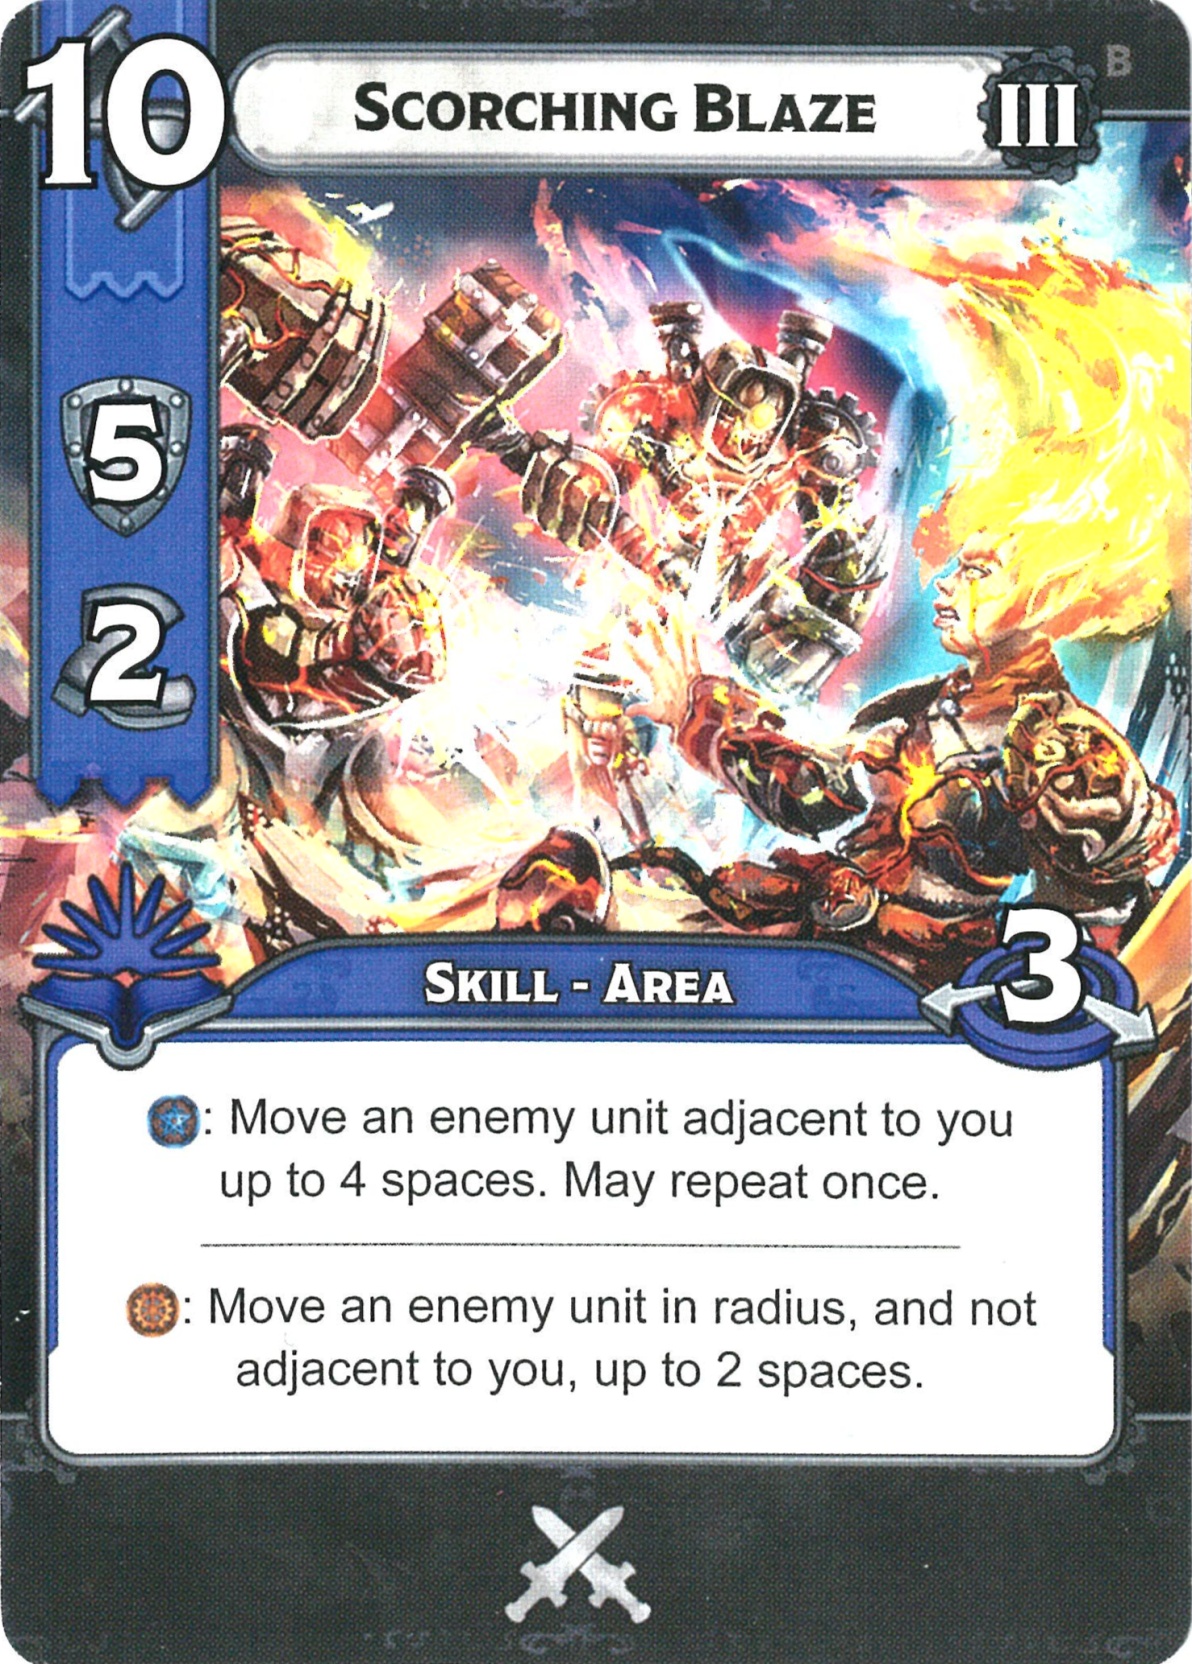 10
SCORCHING BLAZE
III
B
5
2
SKILL - AREA
3
: Move an enemy unit adjacent to you
up to 4 spaces. May repeat once.
: Move an enemy unit in radius, and not
adjacent to you, up to 2 spaces.